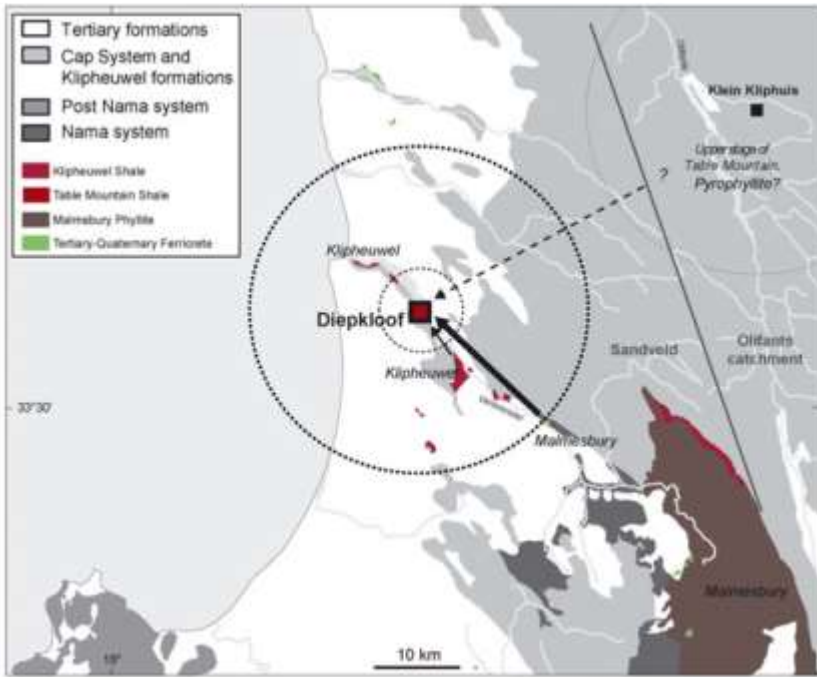 Tertiary formations
Cap System and
Klipheuwel formations
Post Nama system
Nama system
Klipheuwel Shale
Table Mountain Shale
Malmesbury Phyllite
Tertiary-Quaternary Ferricrete
Klein Kliphuis
Upper stage of
Table Mountain.
Pyrophyllite?
?
Klipheuwel
Diepkloof
Klipheuwel
Sandveld
Olifants
catchment
33°30'
Malmesbury
Malmesbury
18°
10 km